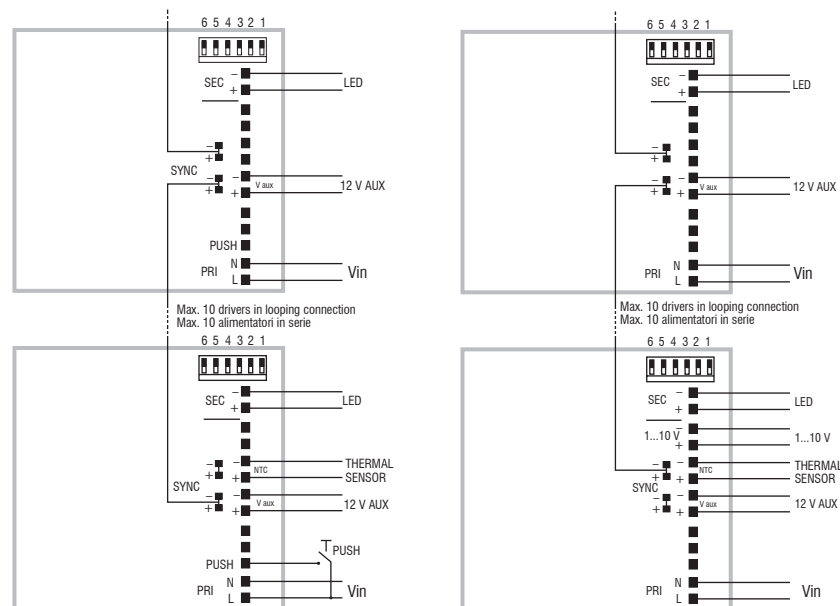 6 5 4 3 2 1
SEC
−
+
LED
−
+
SYNC
−
+
−
+
V aux
12 V AUX
PUSH
PRI
N
L
Vin
Max. 10 drivers in looping connection
Max. 10 alimentatori in serie
6 5 4 3 2 1
SEC
−
+
LED
−
+
SYNC
−
+
−
+
NTC
THERMAL
SENSOR
−
+
V aux
12 V AUX
PUSH
PUSH
PRI
N
L
Vin
6 5 4 3 2 1
SEC
−
+
LED
−
+
−
+
−
+
V aux
12 V AUX
PRI
N
L
Vin
Max. 10 drivers in looping connection
Max. 10 alimentatori in serie
6 5 4 3 2 1
SEC
−
+
LED
1...10 V
−
+
1...10 V
−
+
SYNC
−
+
−
+
NTC
THERMAL
SENSOR
−
+
V aux
12 V AUX
PRI
N
L
Vin